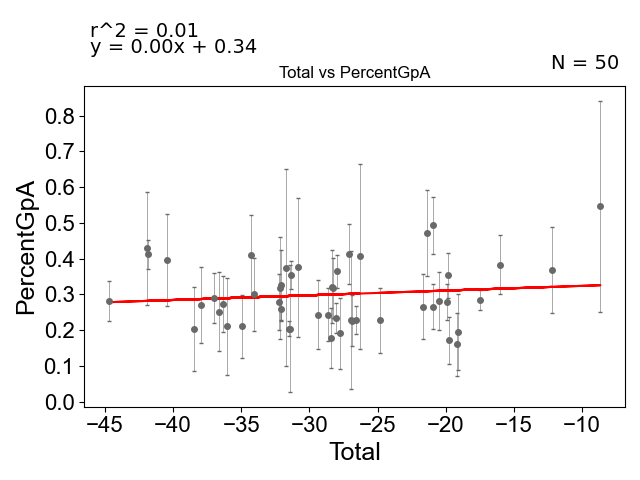 r^2 = 0.01
y = 0.00x + 0.34
N = 50
Total vs PercentGpA
PercentGpA
0.8
0.7
0.6
0.5
0.4
0.3
0.2
0.1
0.0
−45 −40 −35 −30 −25 −20 −15 −10
Total